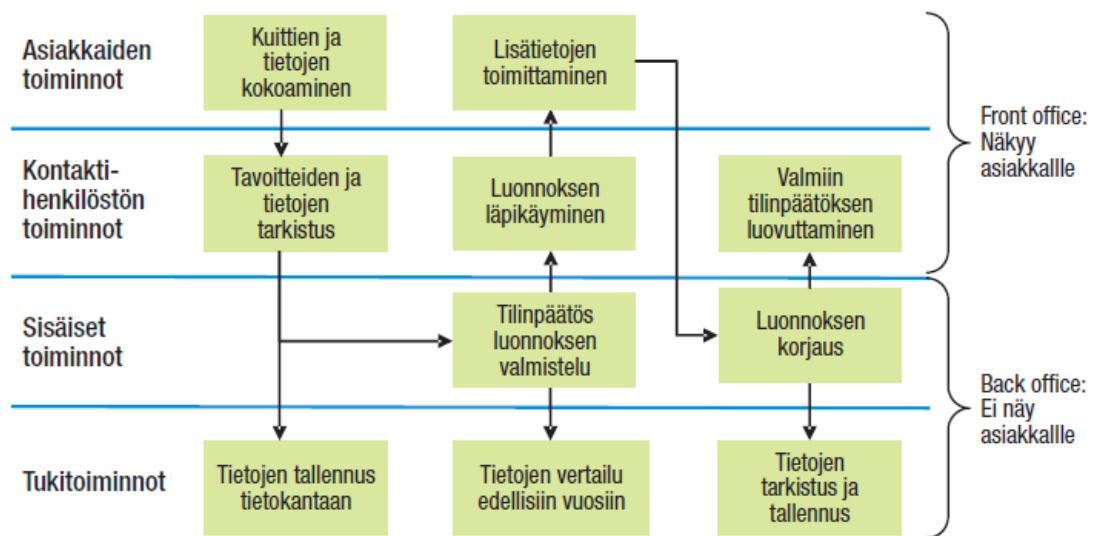 Asiakkaiden
toiminnot
Kuittien ja
tietojen
kokoaminen
Lisätietojen
toimittaminen
Front office:
Näkyy
asiakkallle
Kontakti-
henkilöstön
toiminnot
Tavoitteiden ja
tietojen
tarkistus
Luonnoksen
läpikäyminen
Valmiin
tilinpäätöksen
luovuttaminen
Sisäiset
toiminnot
Tilinpäätös
luonnoksen
valmistelu
Luonnoksen
korjaus
Back office:
Ei näy
asiakkallle
Tukitoiminnot
Tietojen tallennus
tietokantaan
Tietojen vertailu
edellisiin vuosiin
Tietojen
tarkistus ja
tallennus